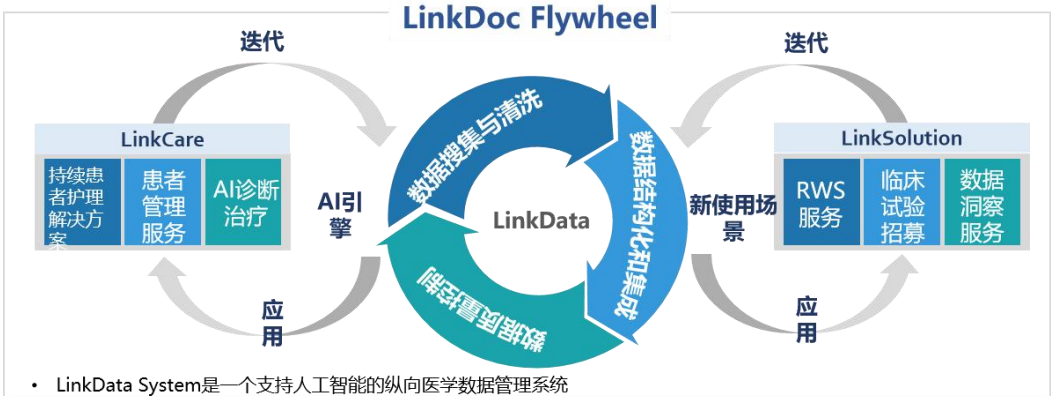 LinkDoc Flywheel
迭代
迭代
LinkCare
持续患
者护理
解决方
案
患者
管理
服务
AI诊断
治疗
应
用
AI引
擎
数据搜集与清洗
数据结构化和集成
数据质量控制
LinkData
新使用场
景
LinkSolution
RWS
服务
临床
试验
招募
数据
洞察
服务
应
用
• LinkData System是一个支持人工智能的纵向医学数据管理系统